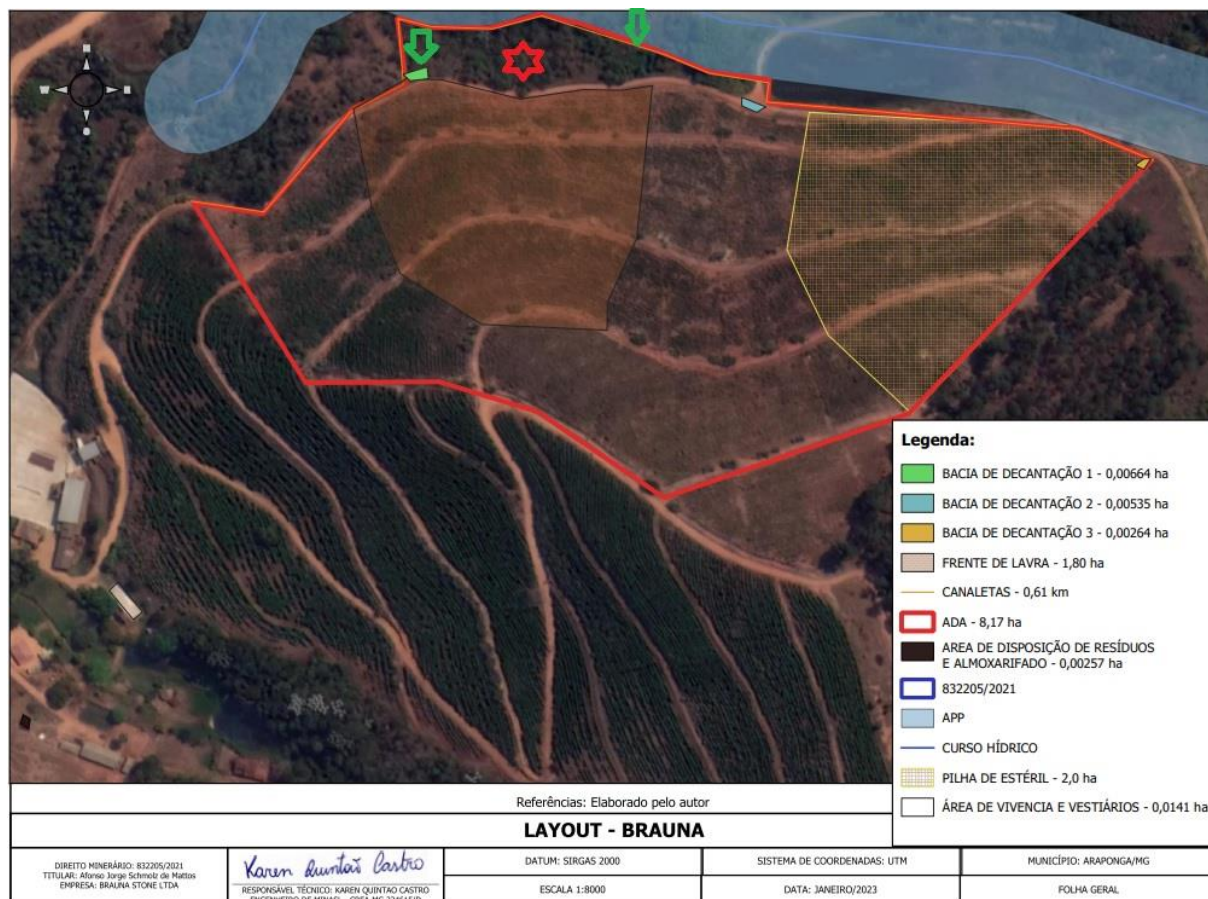 Legenda:
BACIA DE DECANTAÇÃO 1 - 0,00664 ha
BACIA DE DECANTAÇÃO 2 - 0,00535 ha
BACIA DE DECANTAÇÃO 3 - 0,00264 ha
FRENTE DE LAVRA - 1,80 ha
CANALETAS - 0,61 km
ADA - 8,17 ha
AREA DE DISPOSIÇÃO DE RESÍDUOS
E ALMOXARIFADO - 0,00257 ha
832205/2021
APP
CURSO HÍDRICO
PILHA DE ESTÉRIL - 2,0 ha
ÁREA DE VIVENCIA E VESTIÁRIOS - 0,0141 ha
Referências: Elaborado pelo autor
LAYOUT - BRAUNA
DIREITO MINERÁRIO: 832205/2021
TITULAR: Afonso Jorge Schmolz de Mattos
EMPRESA: BRAUNA STONE LTDA
Karen Quintão Castro
RESPONSÁVEL TÉCNICO: KAREN QUINTAO CASTRO
DATUM: SIRGAS 2000
SISTEMA DE COORDENADAS: UTM
MUNICÍPIO: ARAPONGA/MG
ESCALA 1:8000
DATA: JANEIRO/2023
FOLHA GERAL